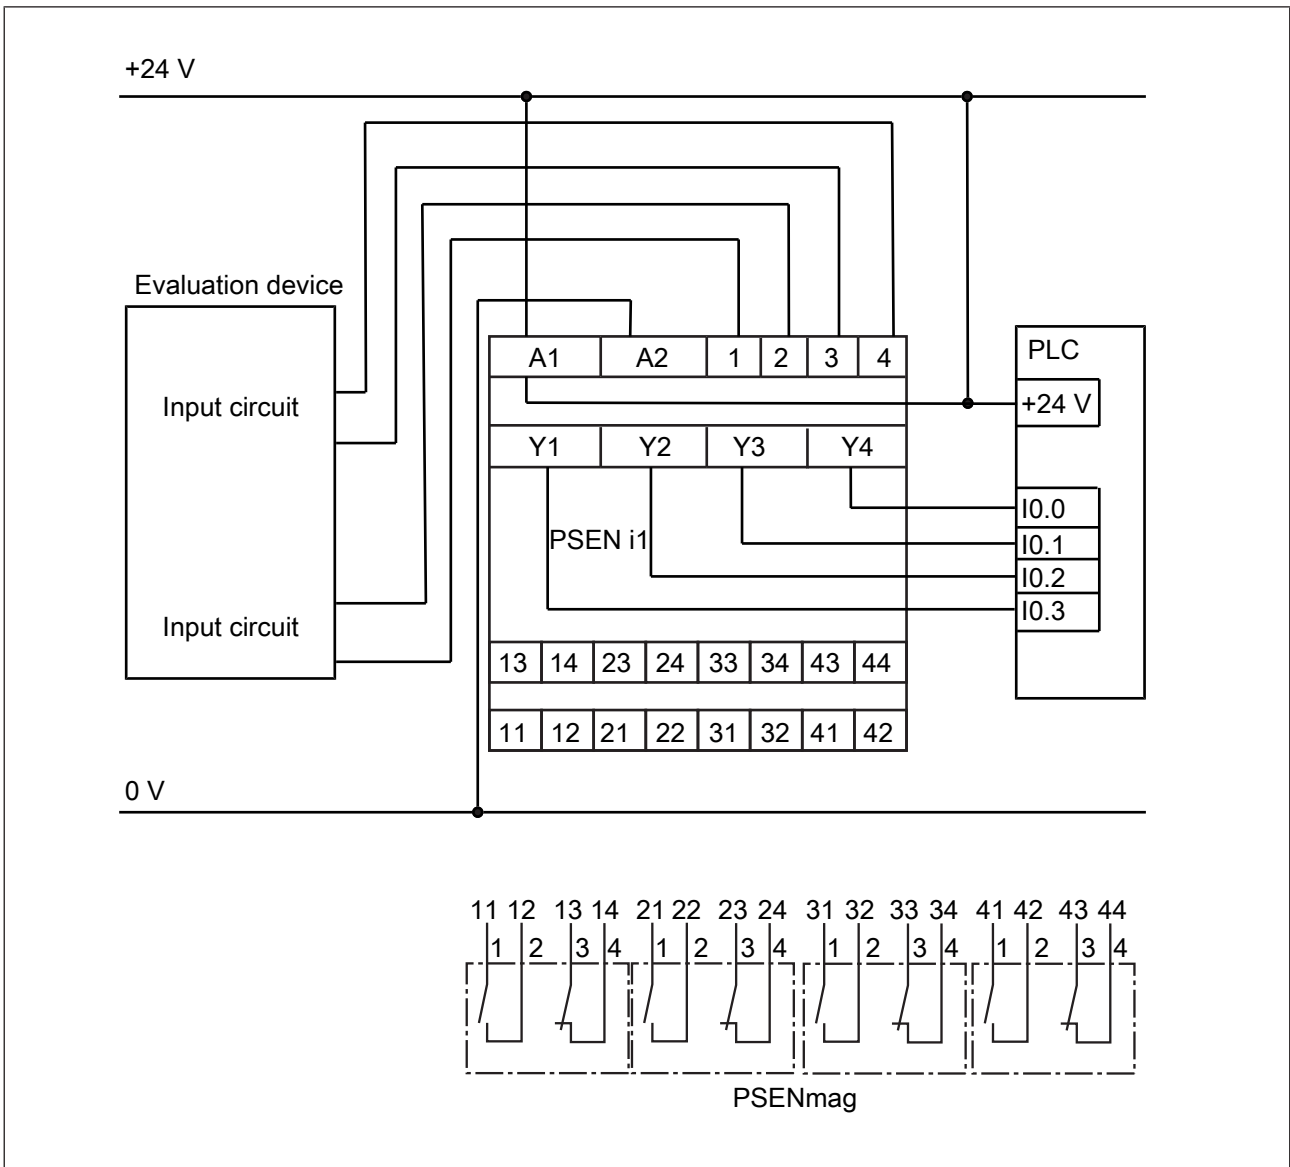 +24 V
Evaluation device
Input circuit
Input circuit
A1 A2 1 2 3 4
Y1 Y2 Y3 Y4
PSEN i1
13 14 23 24 33 34 43 44
11 12 21 22 31 32 41 42
PLC
+24 V
I0.0
I0.1
I0.2
I0.3
0 V
11 12 13 14 21 22 23 24 31 32 33 34 41 42 43 44
1 2 3 4 1 2 3 4 1 2 3 4 1 2 3 4
PSENmag